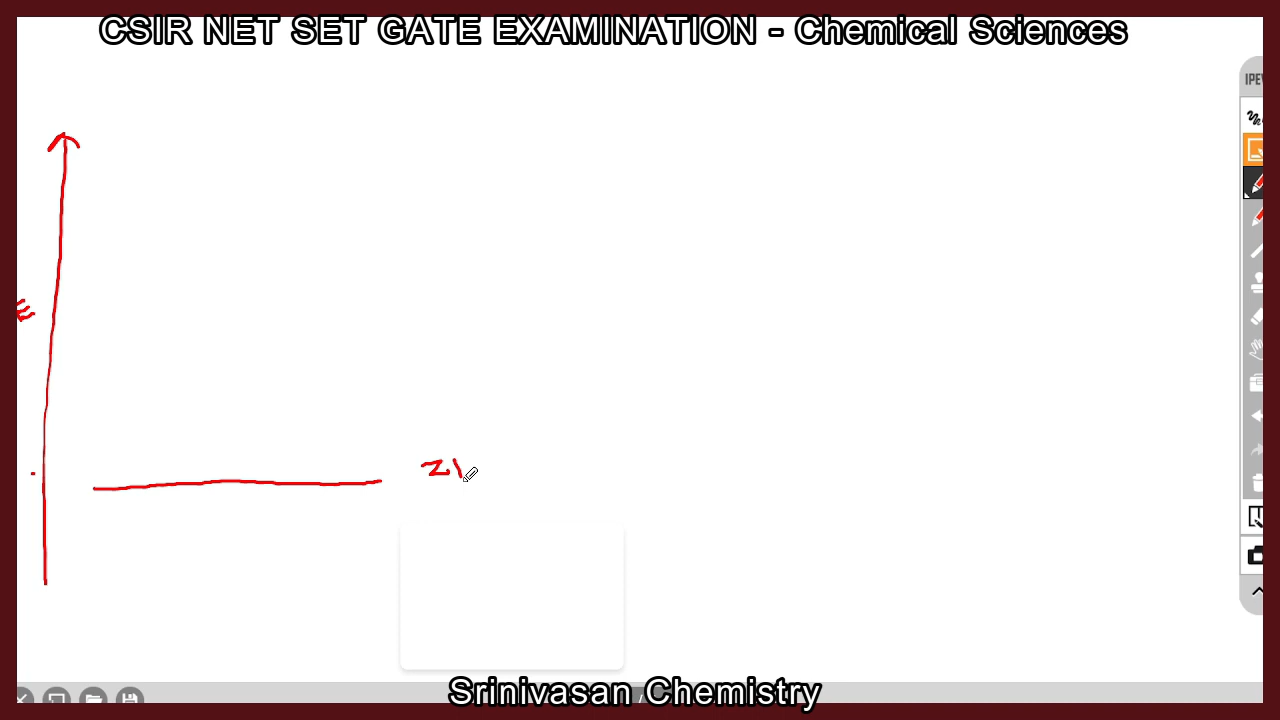 CSIR NET SET GATE EXAMINATION - Chemical Sciences
E
Srinivasan Chemistry